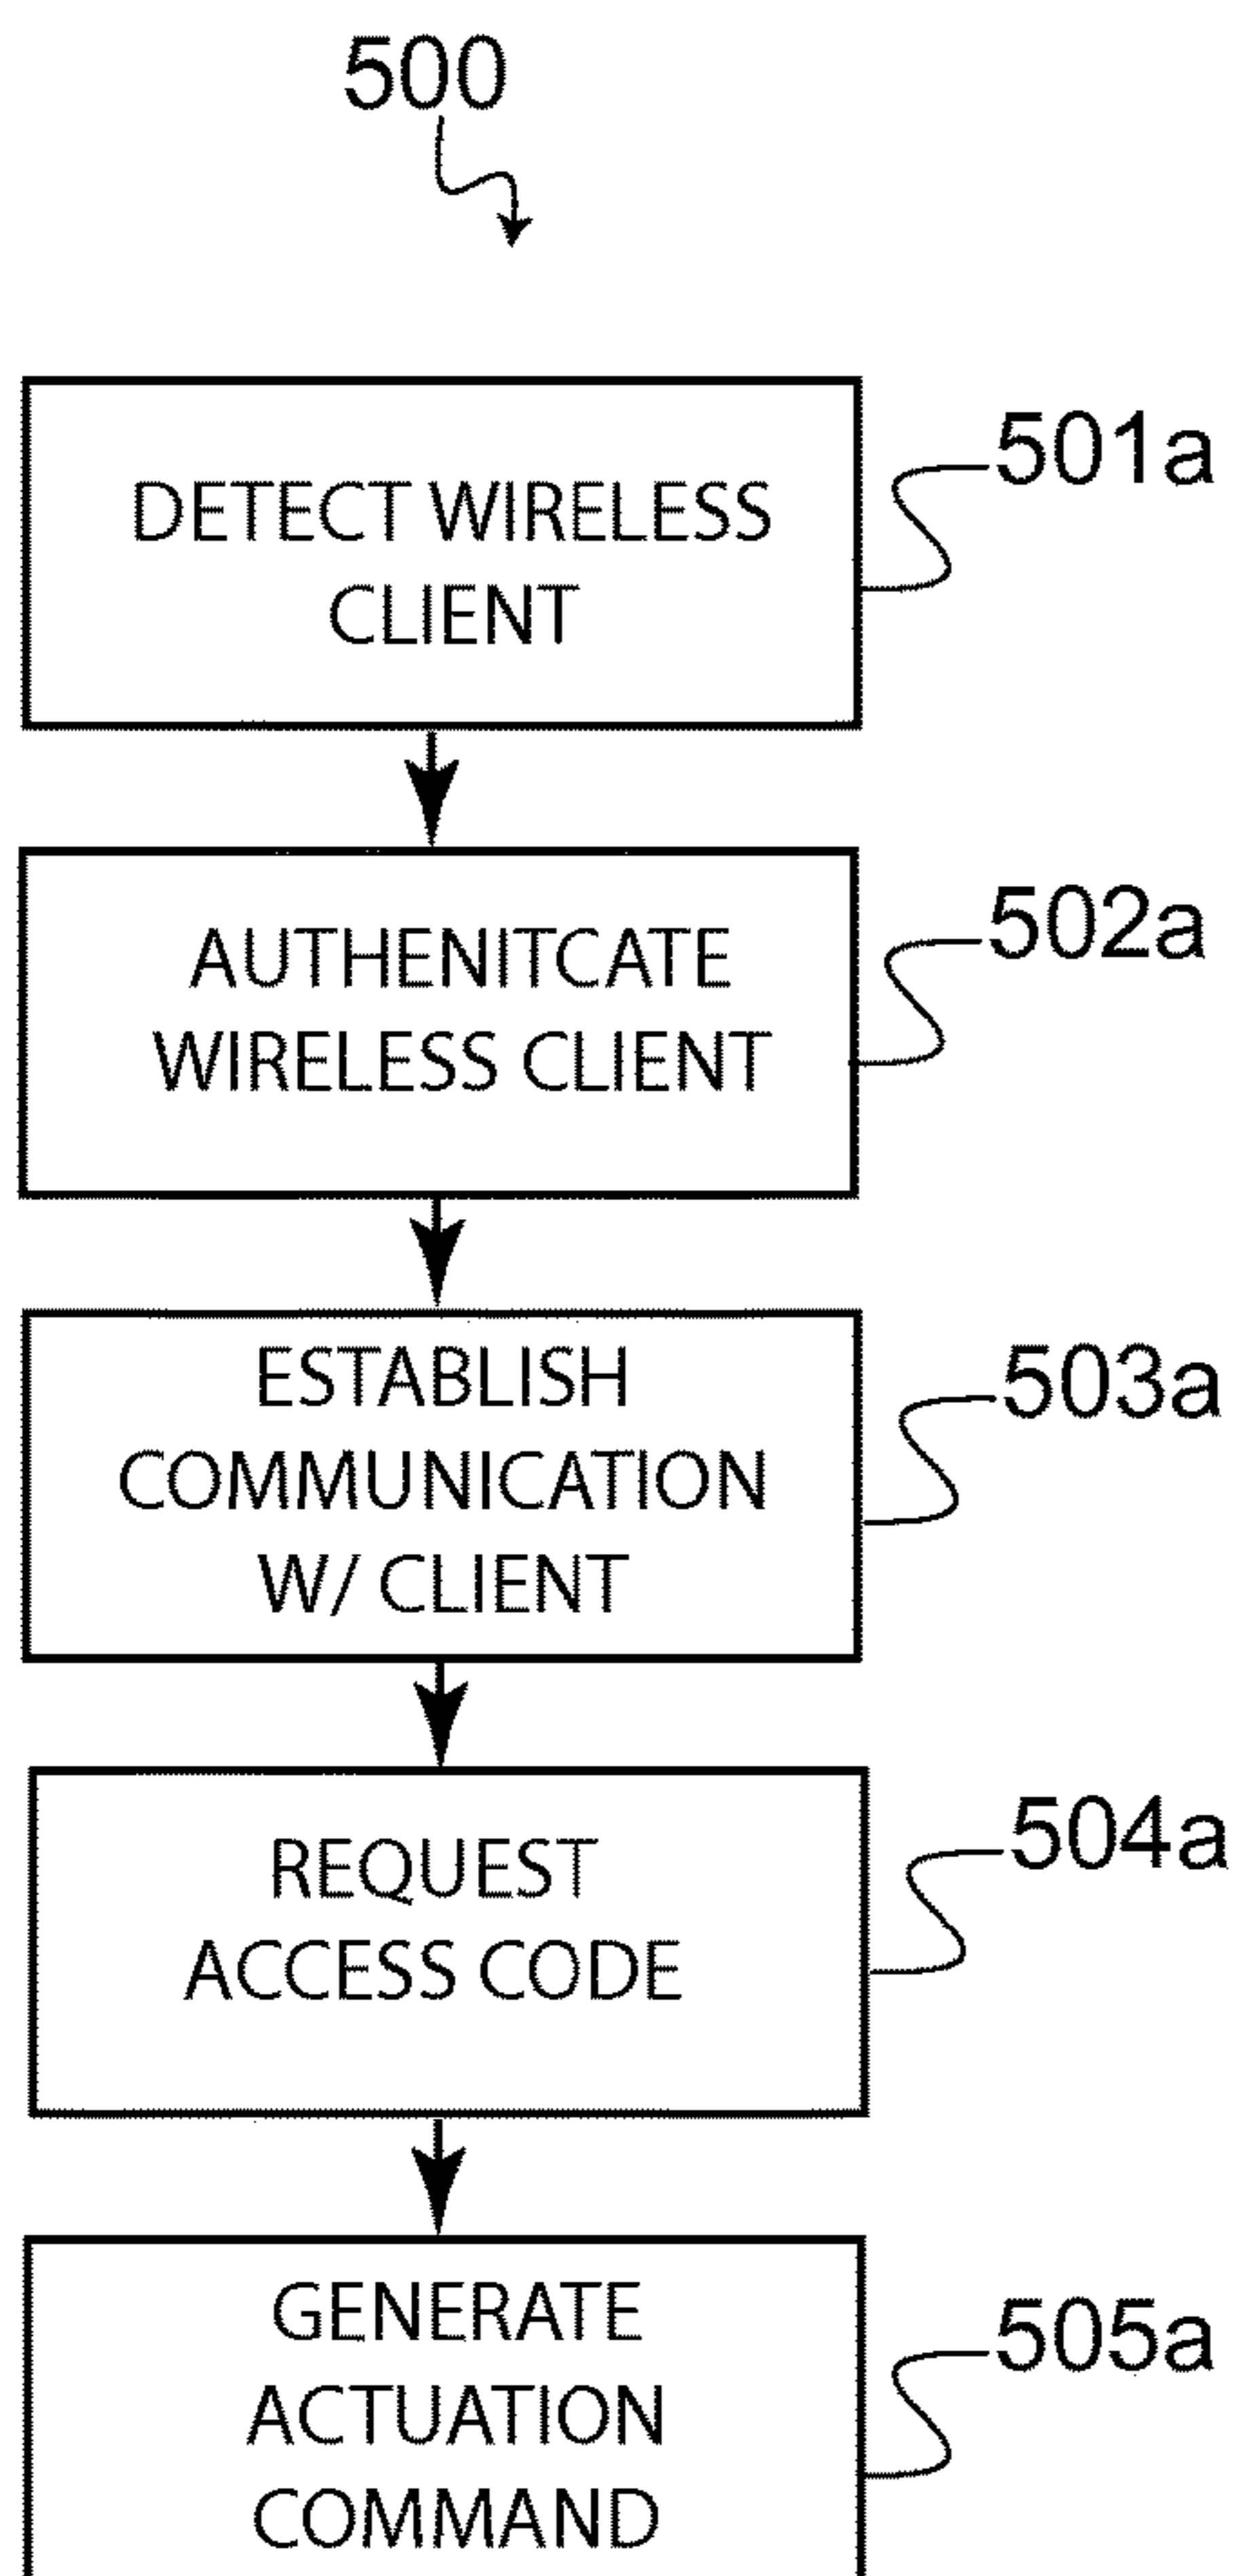 500
DETECT WIRELESS
CLIENT
501a
AUTHENITCATE
WIRELESS CLIENT
502a
ESTABLISH
COMMUNICATION
W/ CLIENT
503a
REQUEST
ACCESS CODE
504a
GENERATE
ACTUATION
COMMAND
505a